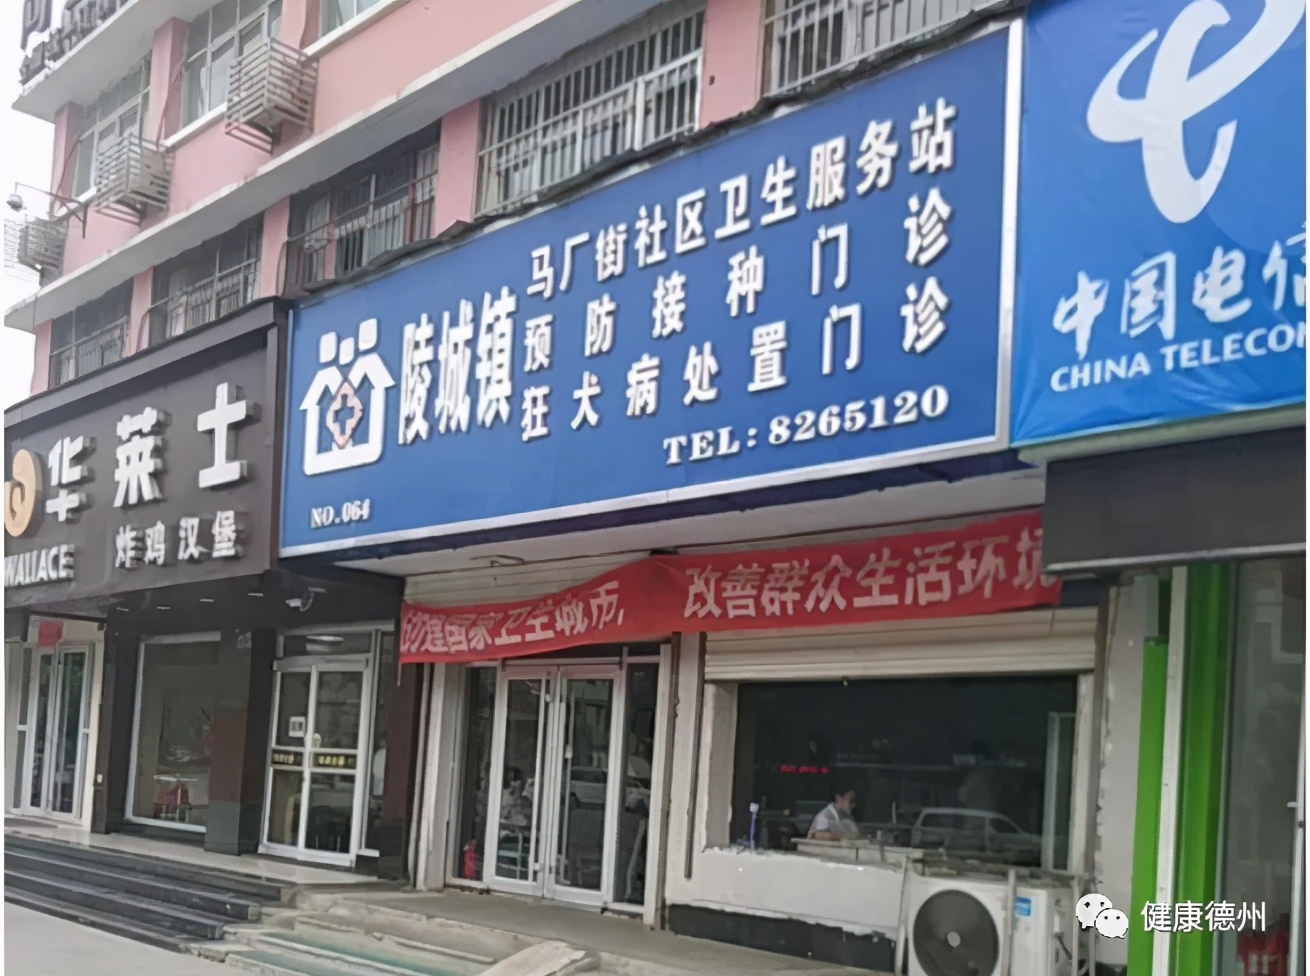 华莱士
WALLACE
炸鸡汉堡
陵城镇
马厂街社区卫生服务站
预防接种门诊
狂犬病处置门诊
TEL:8265120
NO.064
中国电信
CHINA TELECOM
创建国家卫生城市,改善群众生活环境
健康德州